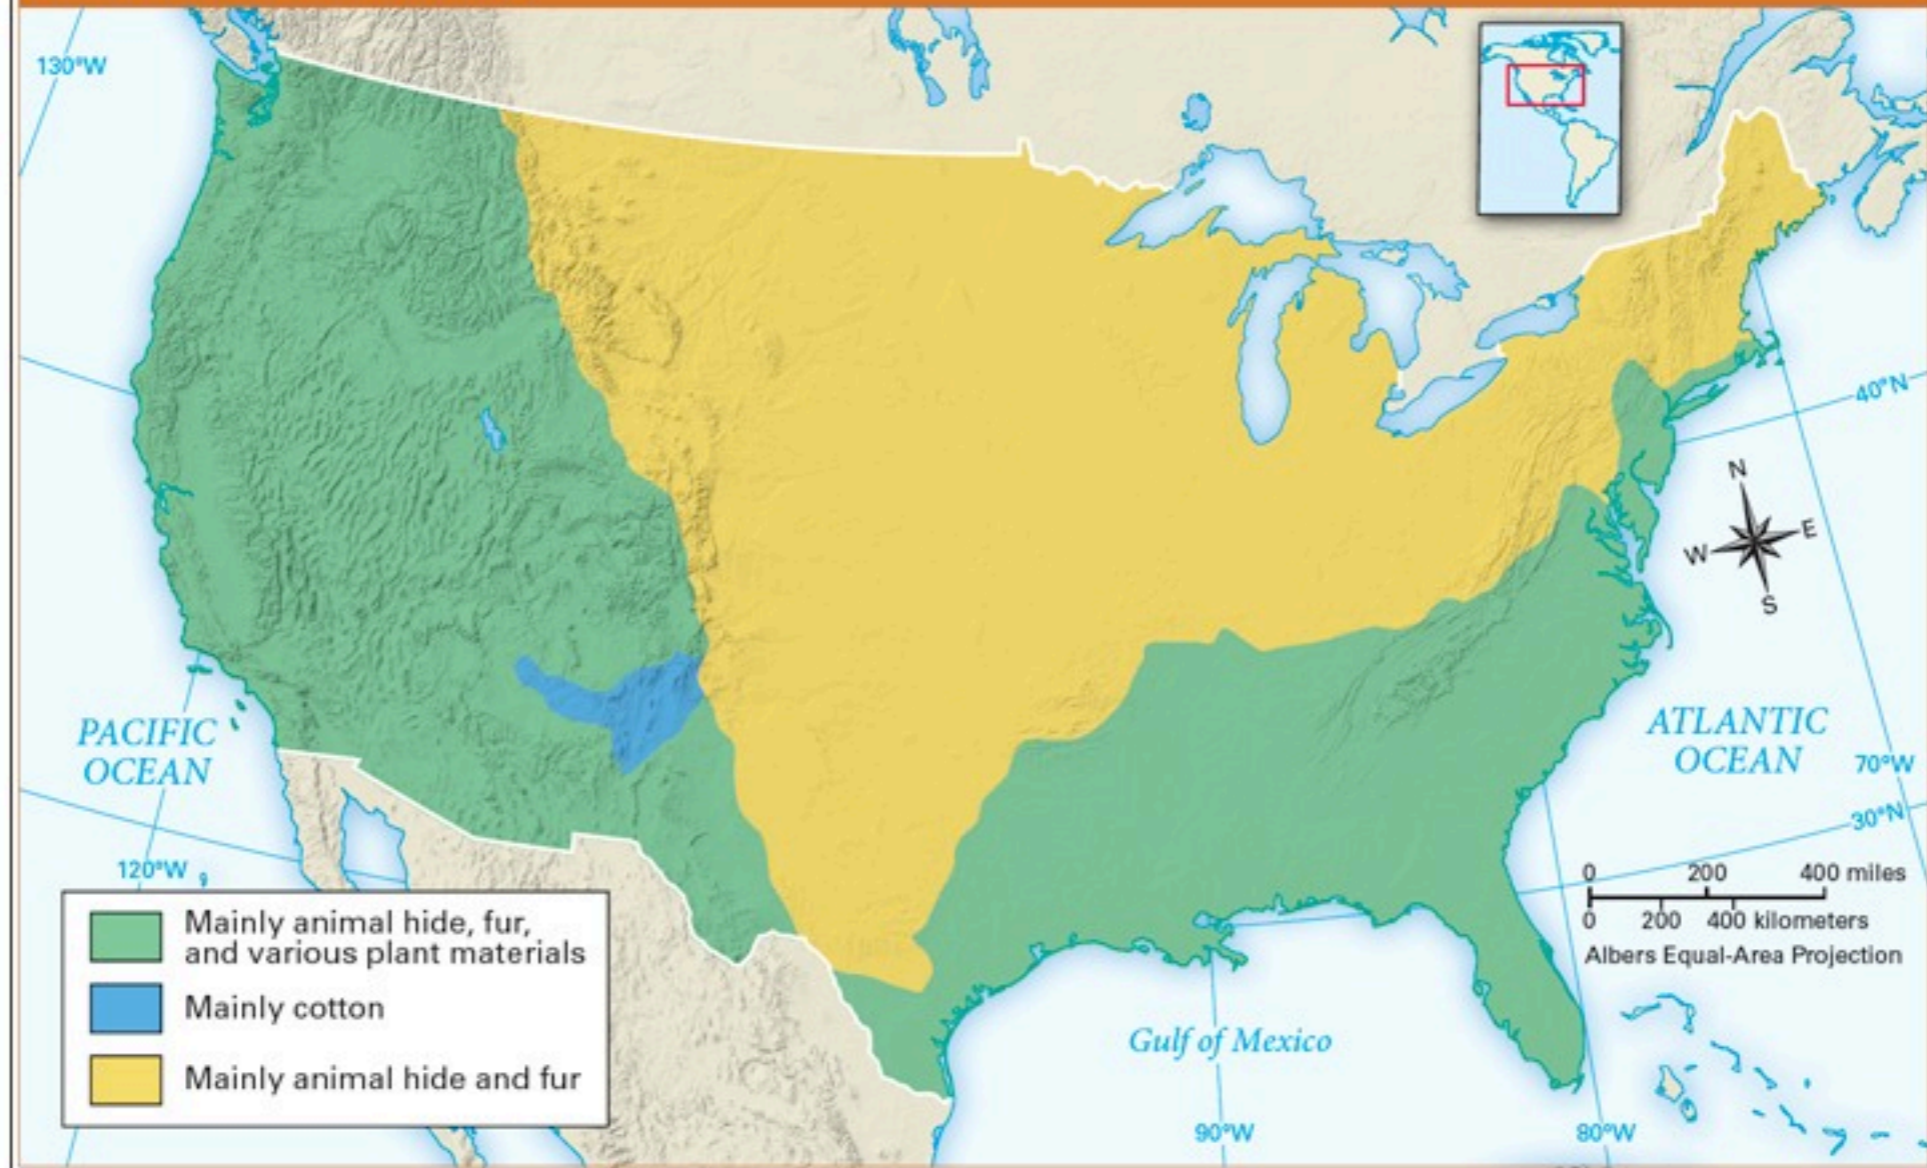 130°W
40°N
N
W
E
S
PACIFIC
OCEAN
ATLANTIC
OCEAN
70°W
30°N
120°W
0 200 400 miles
0 200 400 kilometers
Albers Equal-Area Projection
Mainly animal hide, fur,
and various plant materials
Mainly cotton
Mainly animal hide and fur
Gulf of Mexico
90°W
80°W